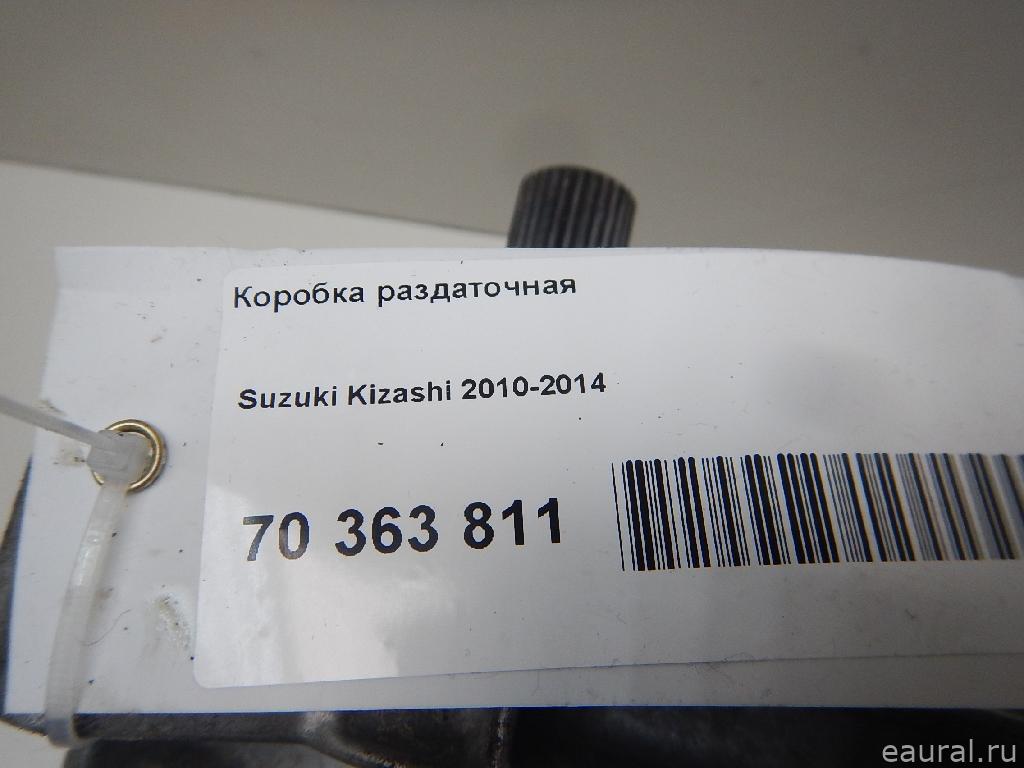 Коробка раздаточная
Suzuki Kizashi 2010-2014
70 363 811
eaural.ru